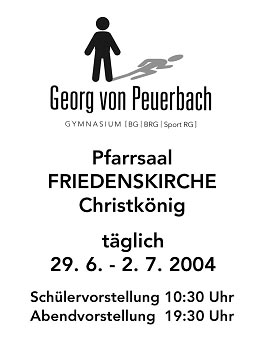 Georg von Peuerbach
GYMNASIUM [BG|BRG|Sport RG]
Pfarrsaal
FRIEDENSKIRCHE
Christkönig
täglich
29. 6. - 2. 7. 2004
Schülervorstellung 10:30 Uhr
Abendvorstellung 19:30 Uhr